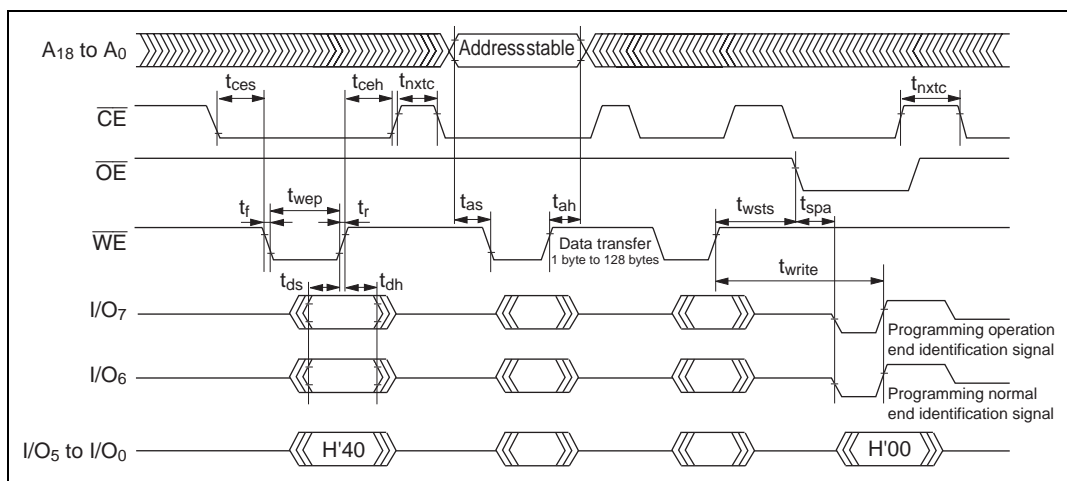 A18 to A0
Address stable
tces
tceh
tnxtc
tnxtc
CE
OE
tf
twep
tr
tas
tah
twsts
tspa
WE
Data transfer
1 byte to 128 bytes
twrite
tds
tdh
I/O7
Programming operation
end identification signal
I/O6
Programming normal
end identification signal
I/O5 to I/O0
H'40
H'00